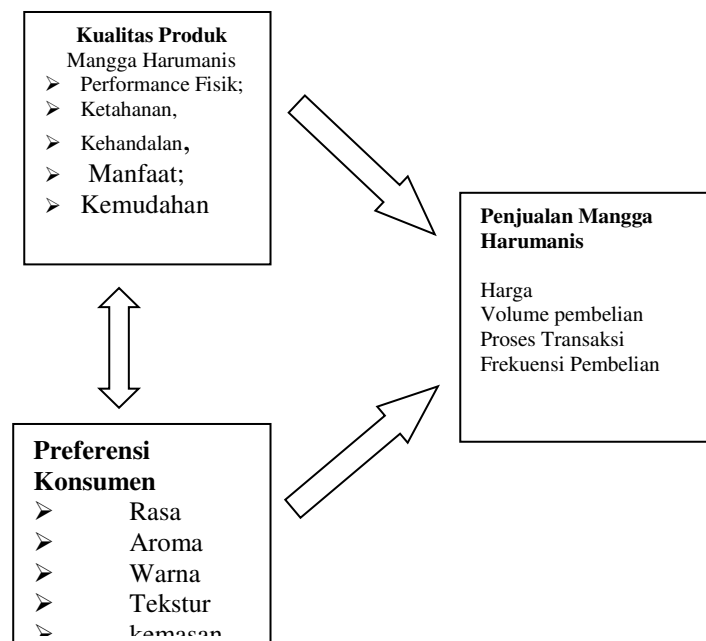 Kualitas Produk
Mangga Harumanis
➢ Performance Fisik;
➢ Ketahanan,
➢ Kehandalan,
➢ Manfaat;
➢ Kemudahan
Penjualan Mangga
Harumanis
Harga
Volume pembelian
Proses Transaksi
Frekuensi Pembelian
Preferensi
Konsumen
➢ Rasa
➢ Aroma
➢ Warna
➢ Tekstur
➢ kemasan